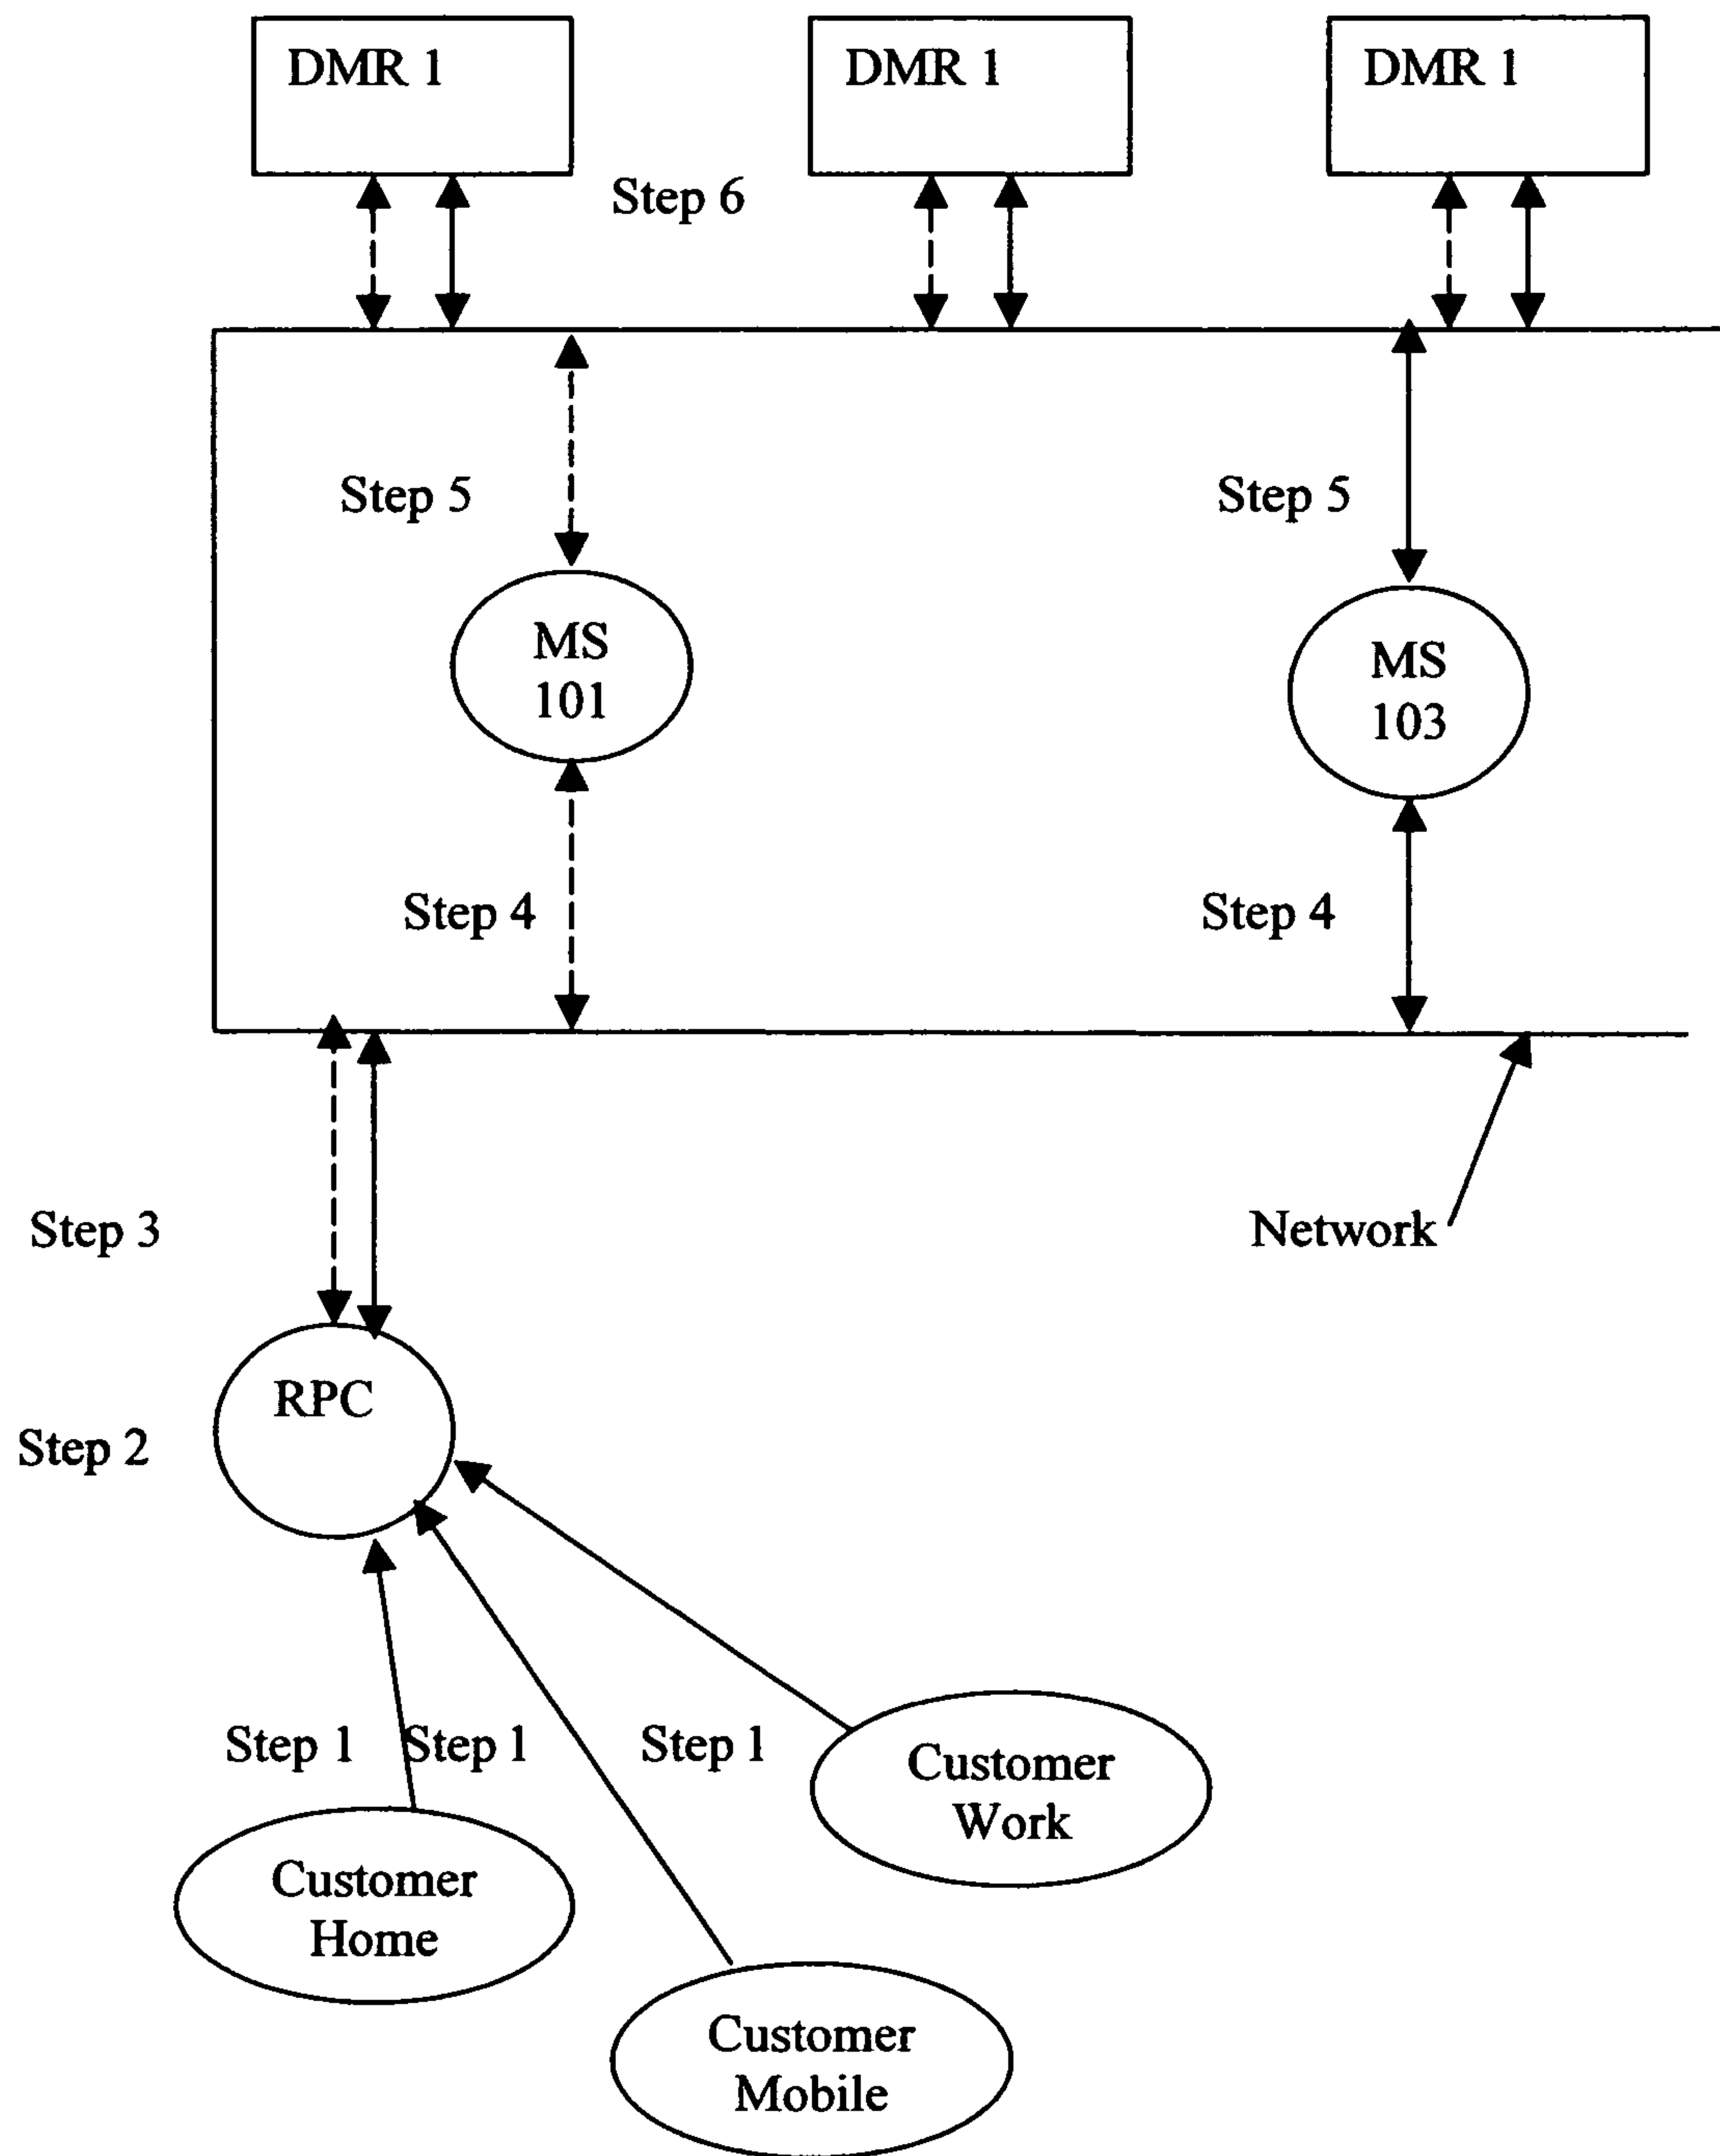 DMR 1
DMR 1
DMR 1
Step 6
Step 5
Step 5
MS
101
MS
103
Step 4
Step 4
Step 3
Network
RPC
Step 2
Step 1
Step 1
Step 1
Customer
Work
Customer
Home
Customer
Mobile